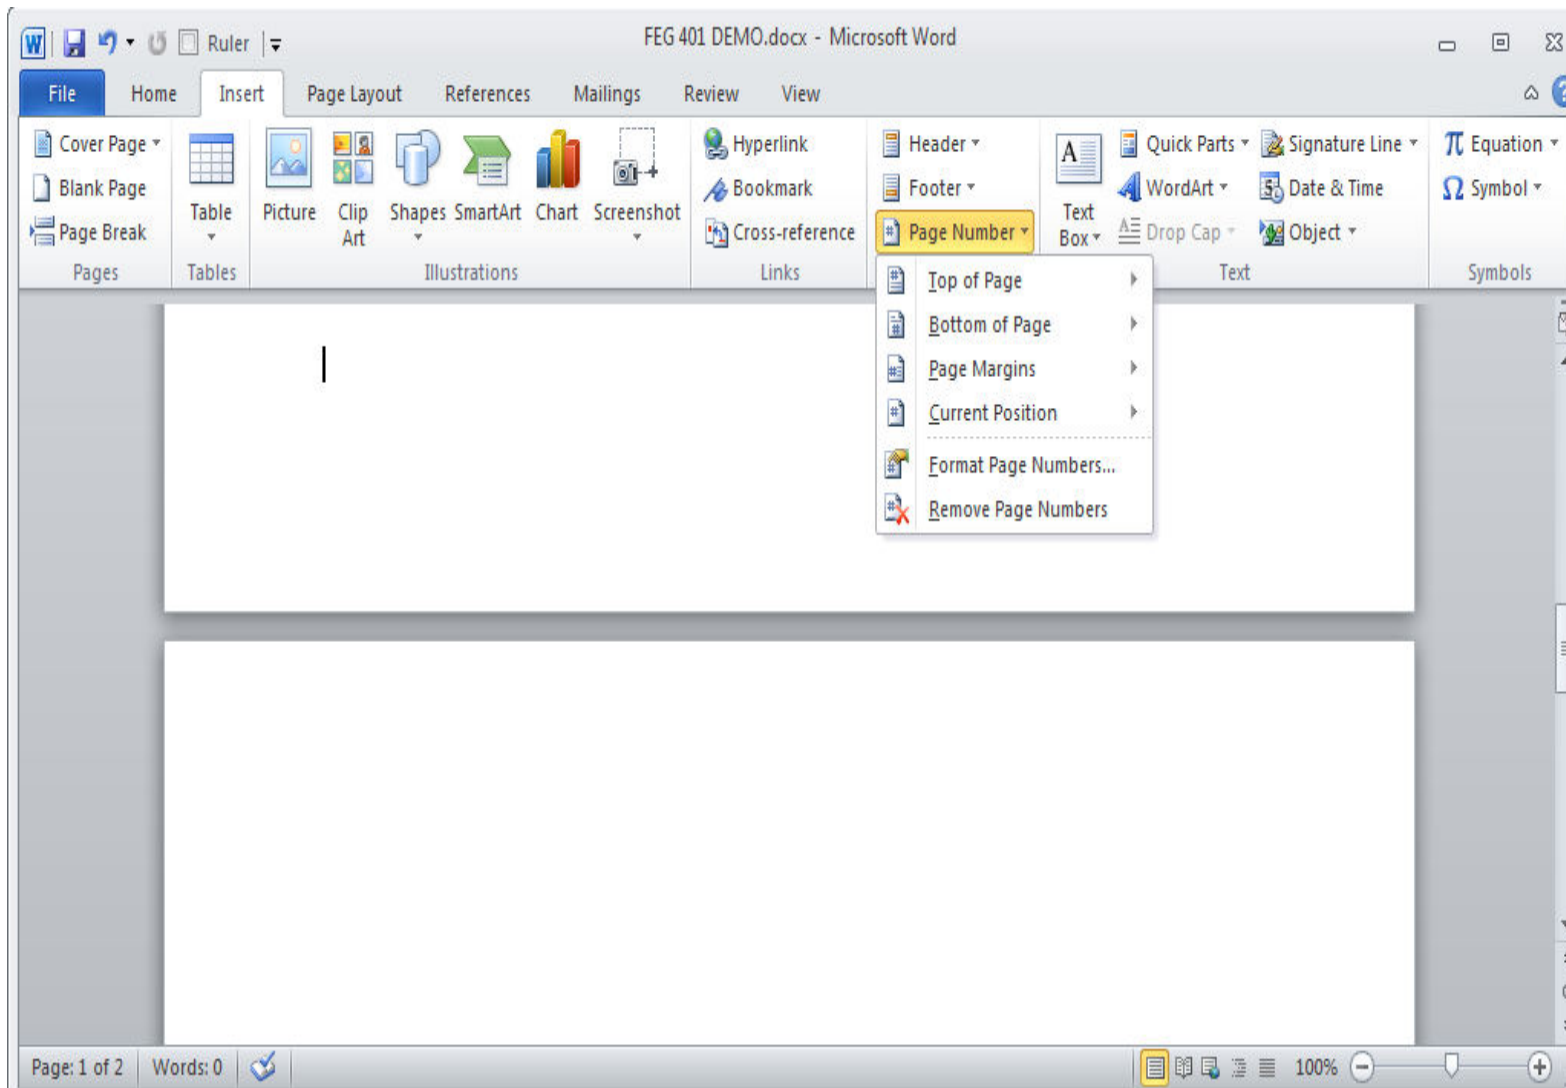 Ruler
FEG 401 DEMO.docx - Microsoft Word
File Home Insert Page Layout References Mailings Review View
Cover Page
Blank Page
Page Break
Pages
Table
Tables
Picture
Clip Art
Shapes
SmartArt
Chart
Screenshot
Illustrations
Hyperlink
Bookmark
Cross-reference
Links
Header
Footer
Page Number
Top of Page
Bottom of Page
Page Margins
Current Position
Format Page Numbers...
Remove Page Numbers
A
Text Box
Quick Parts
WordArt
Drop Cap
Signature Line
Date & Time
Object
Text
π Equation
Ω Symbol
Symbols
Page: 1 of 2 Words: 0 100%